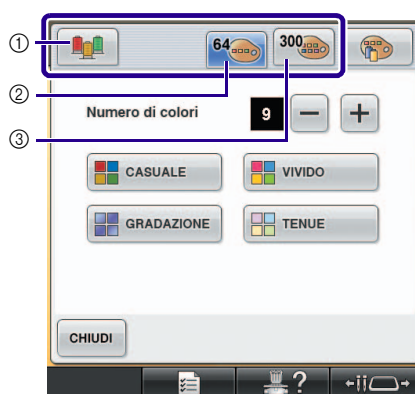 ①
64
300
②
Numero di colori 9 − +
③
CASUALE VIVIDO
GRADAZIONE TENUE
CHIUDI
?